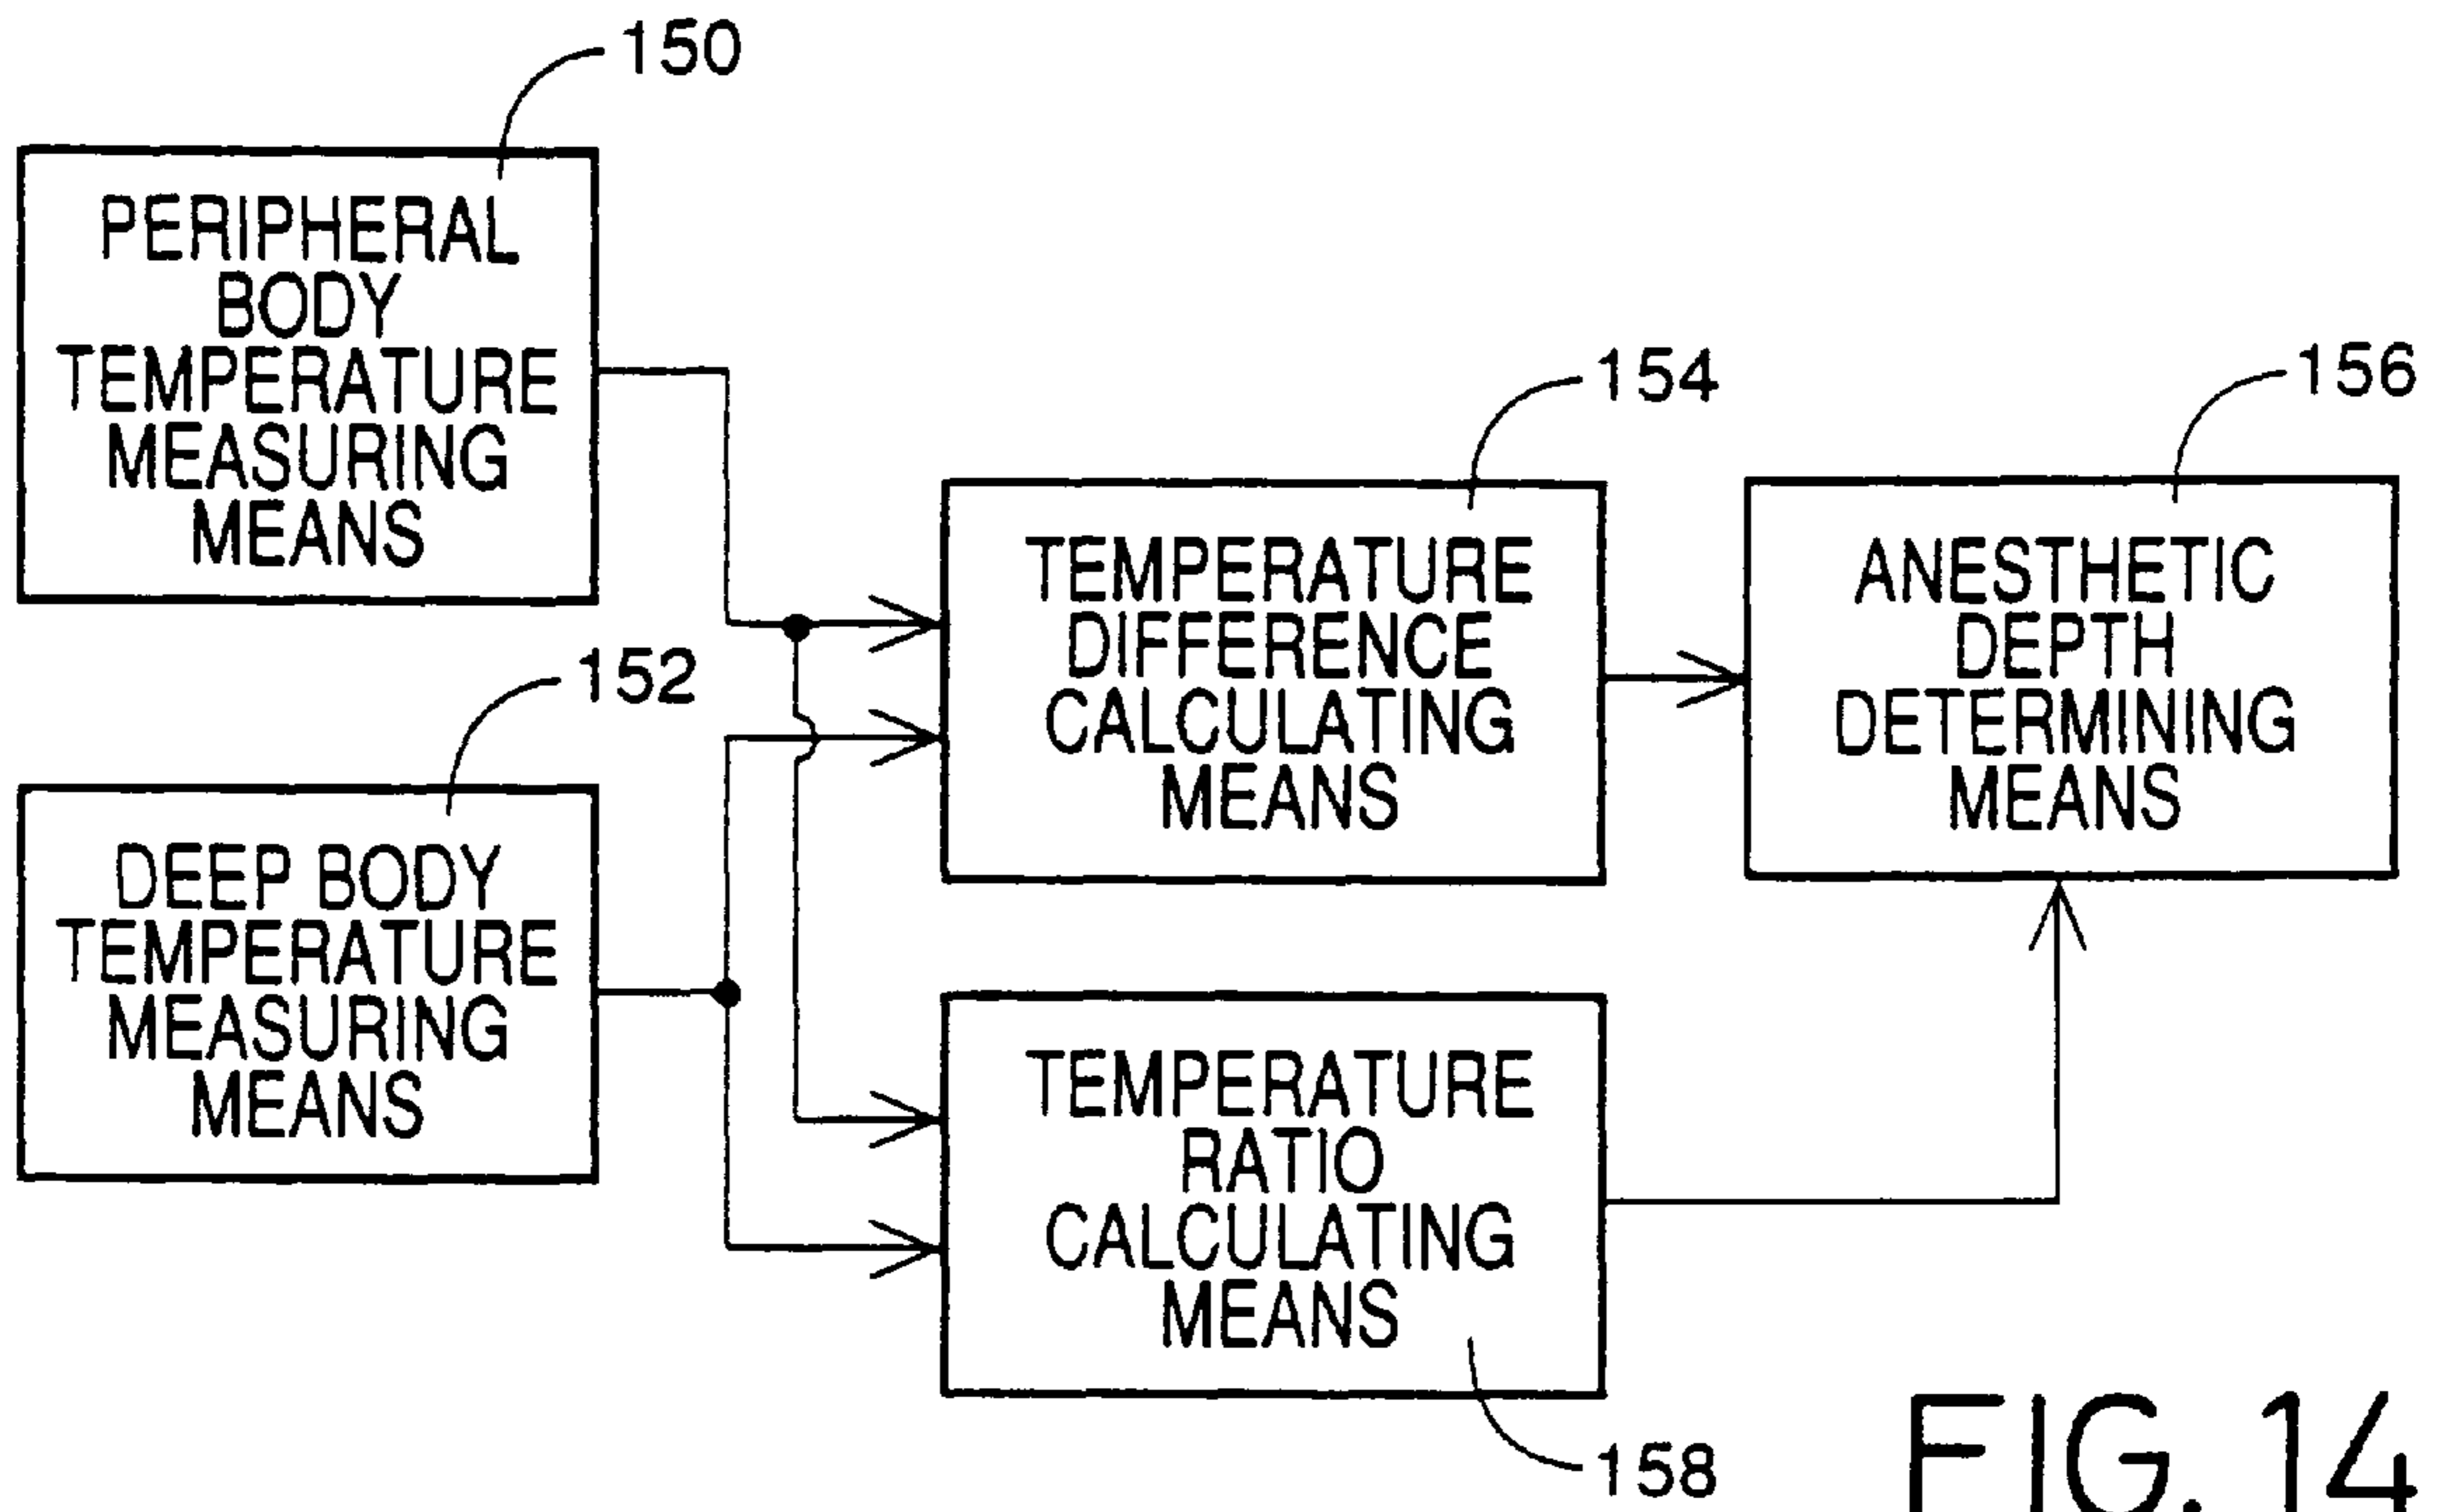 150
PERIPHERAL
BODY
TEMPERATURE
MEASURING
MEANS
152
DEEP BODY
TEMPERATURE
MEASURING
MEANS
154
TEMPERATURE
DIFFERENCE
CALCULATING
MEANS
156
ANESTHETIC
DEPTH
DETERMINING
MEANS
TEMPERATURE
RATIO
CALCULATING
MEANS
158
FIG. 14